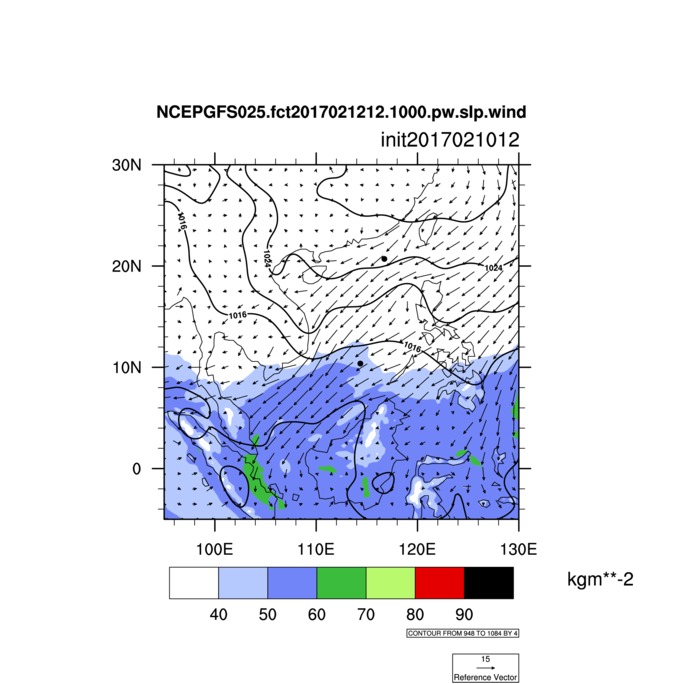 NCEPGFS025.fct2017021212.1000.pw.slp.wind
init2017021012
30N
1016
1024
1024
20N
1016
1016
10N
0
100E 110E 120E 130E
kgm**-2
40 50 60 70 80 90
CONTOUR FROM 948 TO 1084 BY 4
15
Reference Vector